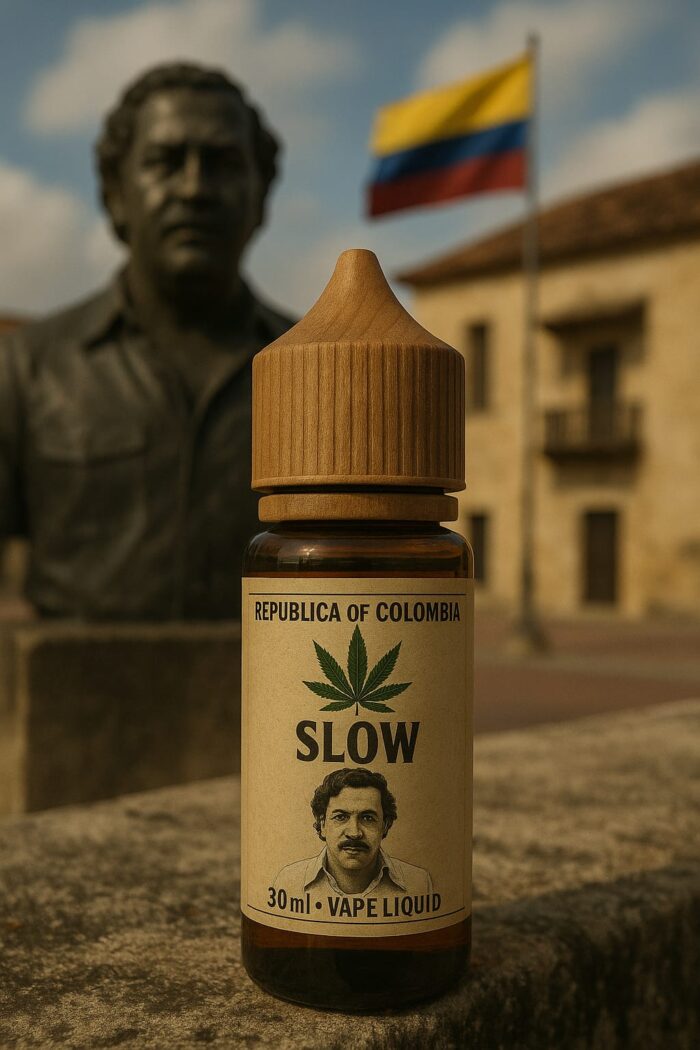 REPUBLICA OF COLOMBIA
SLOW
30 ml • VAPE LIQUID